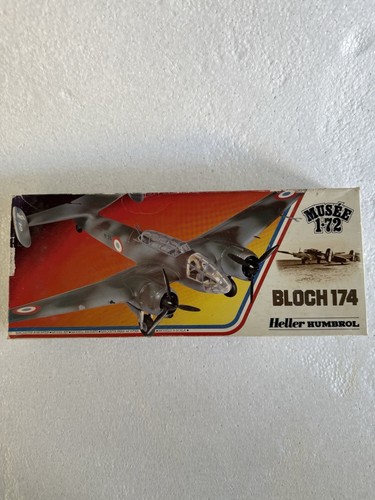 MUSÉE
1-72
BLOCH 174
Heller HUMBROL